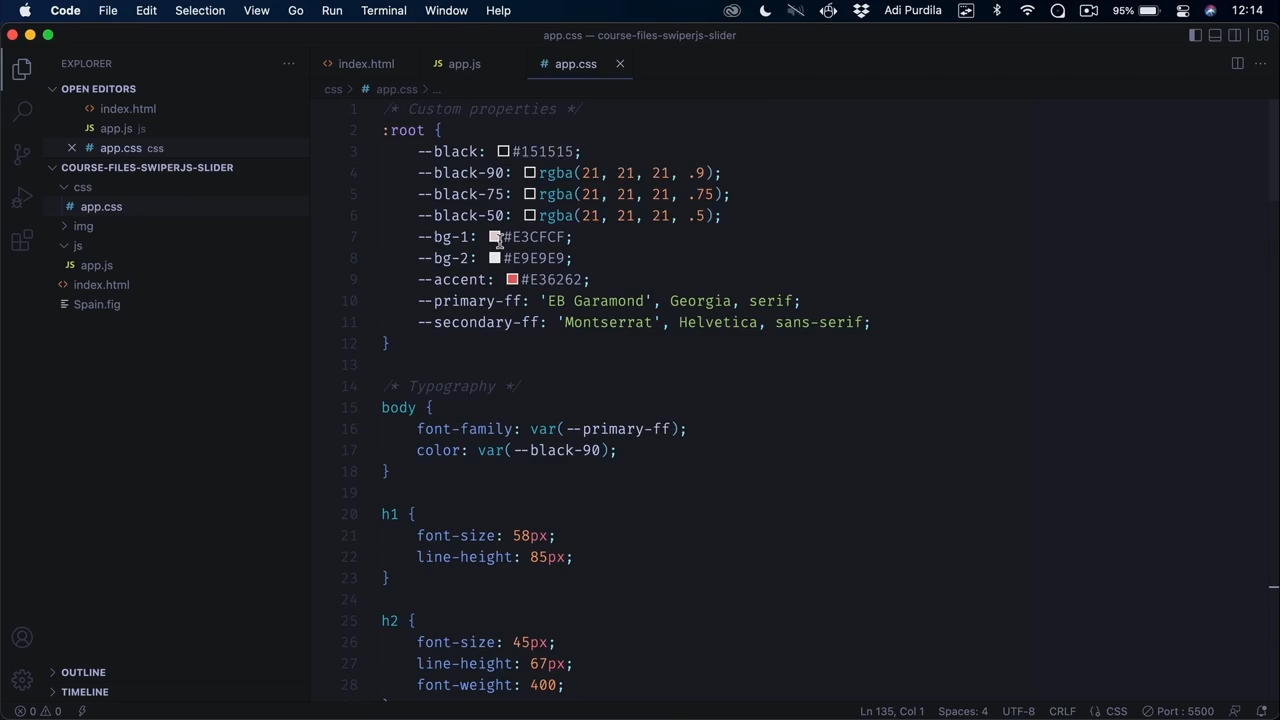 Code File Edit Selection View Go Run Terminal Window Help Adi Purdila 95% 12:14
app.css — course-files-swiperjs-slider
EXPLORER
index.html
app.js
app.css
OPEN EDITORS
index.html
app.js js
app.css css
COURSE-FILES-SWIPERJS-SLIDER
css
app.css
img
js
app.js
index.html
Spain.fig
OUTLINE
TIMELINE
css > # app.css > ...
1 /* Custom properties */
2 :root {
3 --black: #151515;
4 --black-90: rgba(21, 21, 21, .9);
5 --black-75: rgba(21, 21, 21, .75);
6 --black-50: rgba(21, 21, 21, .5);
7 --bg-1: #E3CFCF;
8 --bg-2: #E9E9E9;
9 --accent: #E36262;
10 --primary-ff: 'EB Garamond', Georgia, serif;
11 --secondary-ff: 'Montserrat', Helvetica, sans-serif;
12 }
13
14 /* Typography */
15 body {
16 font-family: var(--primary-ff);
17 color: var(--black-90);
18 }
19
20 h1 {
21 font-size: 58px;
22 line-height: 85px;
23 }
24
25 h2 {
26 font-size: 45px;
27 line-height: 67px;
28 font-weight: 400;
0 0 Ln 135, Col 1 Spaces: 4 UTF-8 CRLF {} CSS Port : 5500